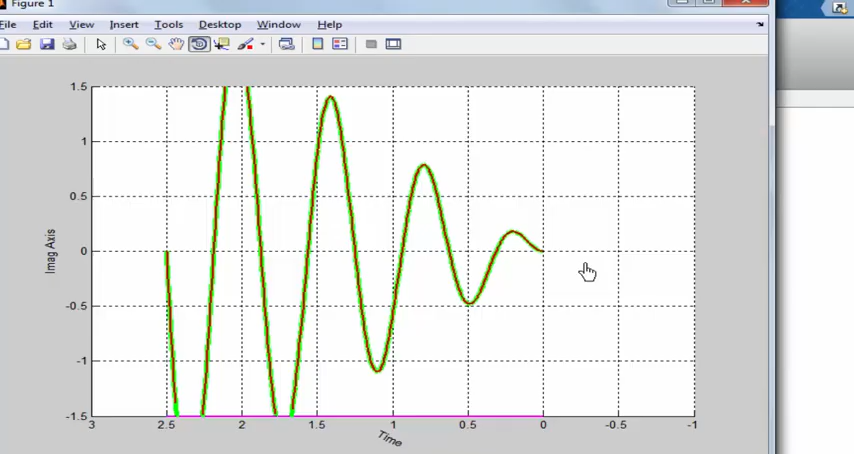 Figure 1
File Edit View Insert Tools Desktop Window Help
1.5
1
0.5
0
-0.5
-1
-1.5
Imag Axis
3 2.5 2 1.5 1 0.5 0 -0.5 -1
Time